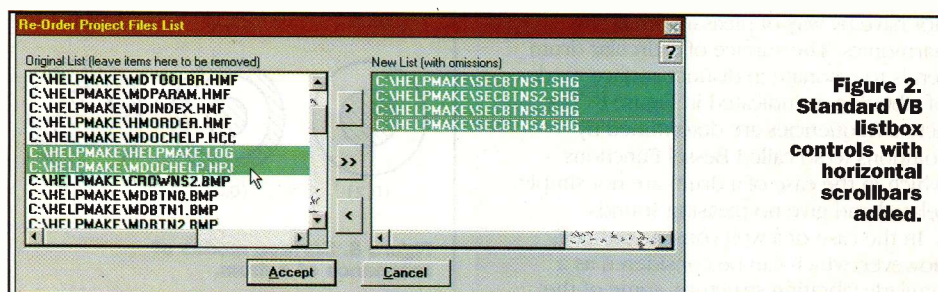 Re-Order Project Files List
Original List (leave items here to be removed)
C:\HELPMAKE\MDTOOLBR.HMF
C:\HELPMAKE\MDPARAM.HMF
C:\HELPMAKE\MDINDEX.HMF
C:\HELPMAKE\HMORDER.HMF
C:\HELPMAKE\MDOCHELP.HCC
C:\HELPMAKE\HELPMAKE.LOG
C:\HELPMAKE\MDOCHELP.HPJ
C:\HELPMAKE\CROWNS2.BMP
C:\HELPMAKE\MDBTN0.BMP
C:\HELPMAKE\MDBTN1.BMP
C:\HELPMAKE\MDBTN2.BMP
>
>>
<
New List (with omissions)
?
C:\HELPMAKE\SECBTNS1.SHG
C:\HELPMAKE\SECBTNS2.SHG
C:\HELPMAKE\SECBTNS3.SHG
C:\HELPMAKE\SECBTNS4.SHG
Accept
Cancel
Figure 2.
Standard VB
listbox
controls with
horizontal
scrollbars
added.